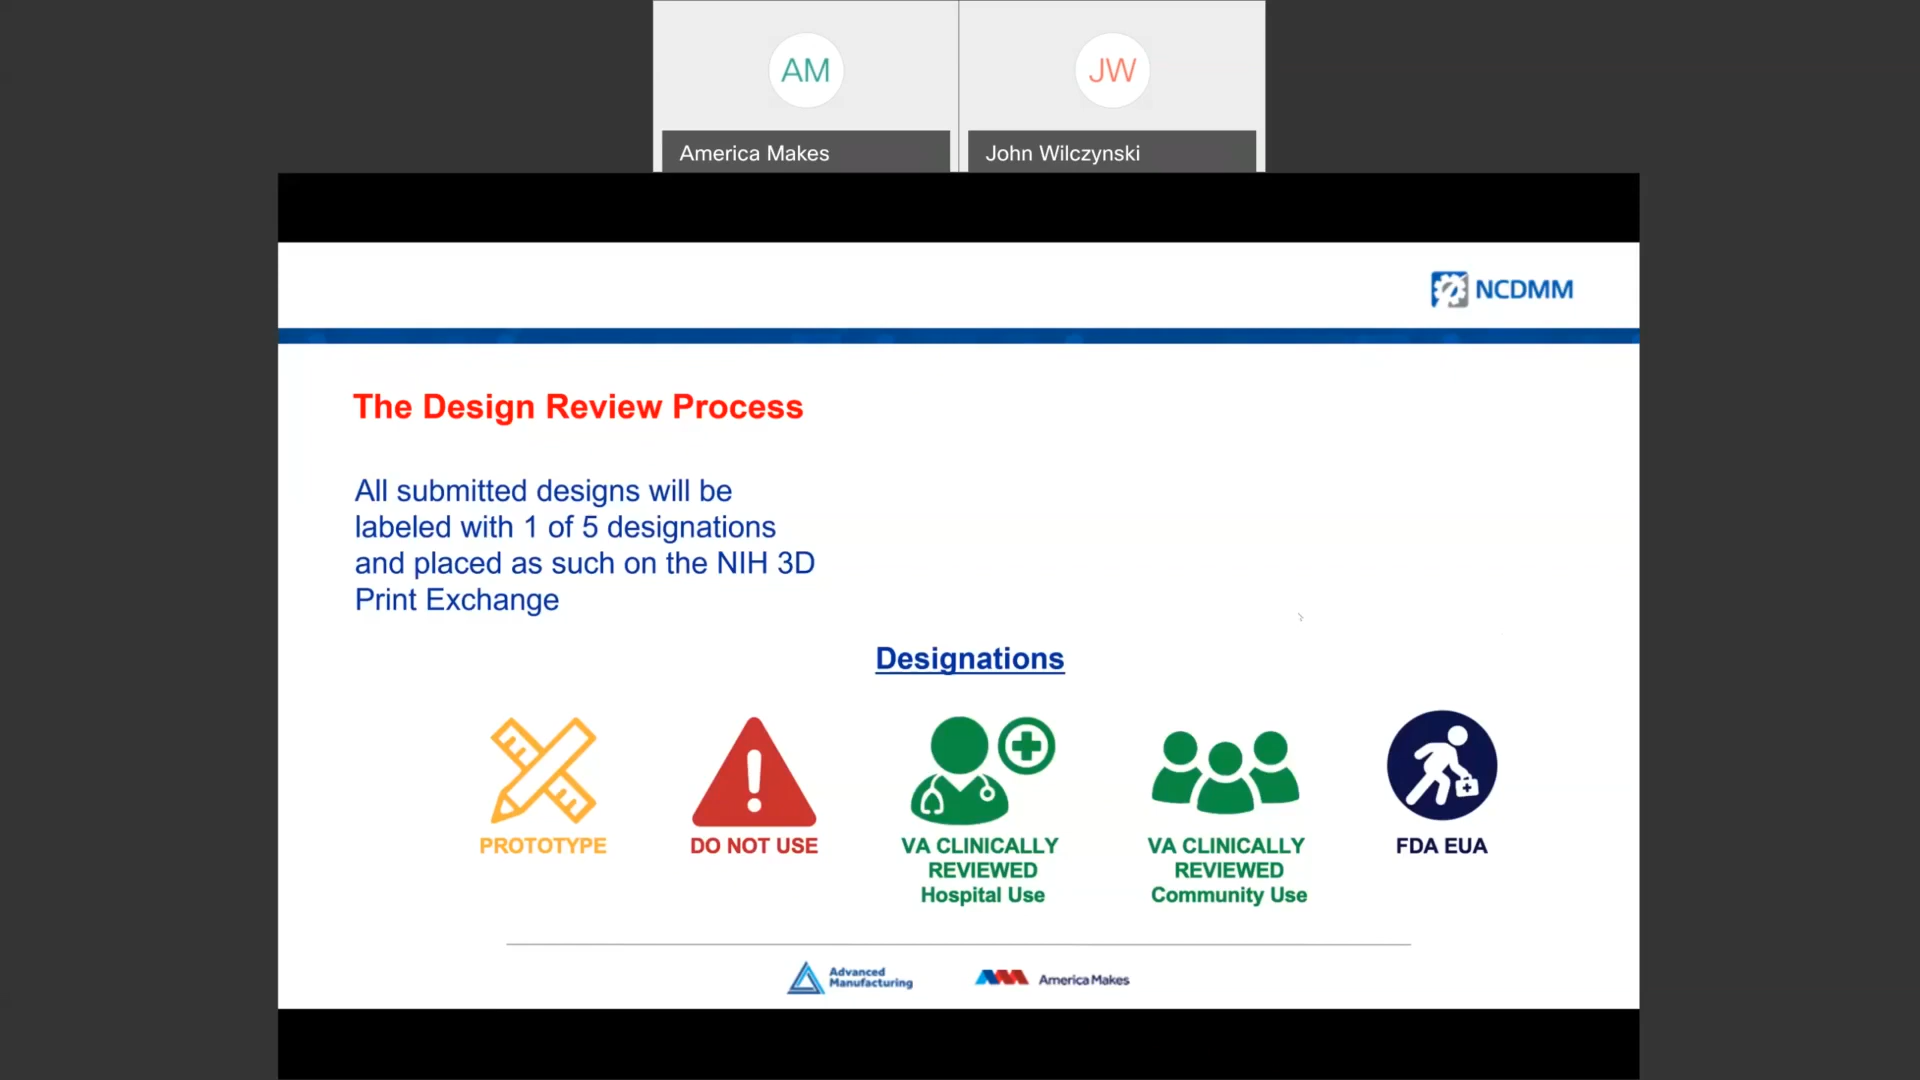 AM
JW
America Makes
John Wilczynski
NCDMM
The Design Review Process
All submitted designs will be
labeled with 1 of 5 designations
and placed as such on the NIH 3D
Print Exchange
Designations
PROTOTYPE
DO NOT USE
VA CLINICALLY
REVIEWED
Hospital Use
VA CLINICALLY
REVIEWED
Community Use
FDA EUA
Advanced
Manufacturing
America Makes